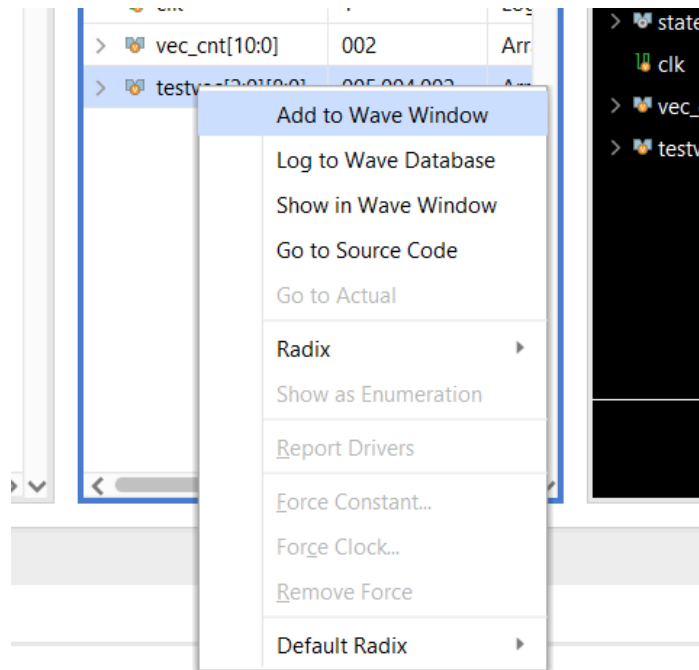 vec_cnt[10:0] 002 Arr
Add to Wave Window
Log to Wave Database
Show in Wave Window
Go to Source Code
Go to Actual
Radix
Show as Enumeration
Report Drivers
Force Constant...
Force Clock...
Remove Force
Default Radix
state
clk
vec_
testv